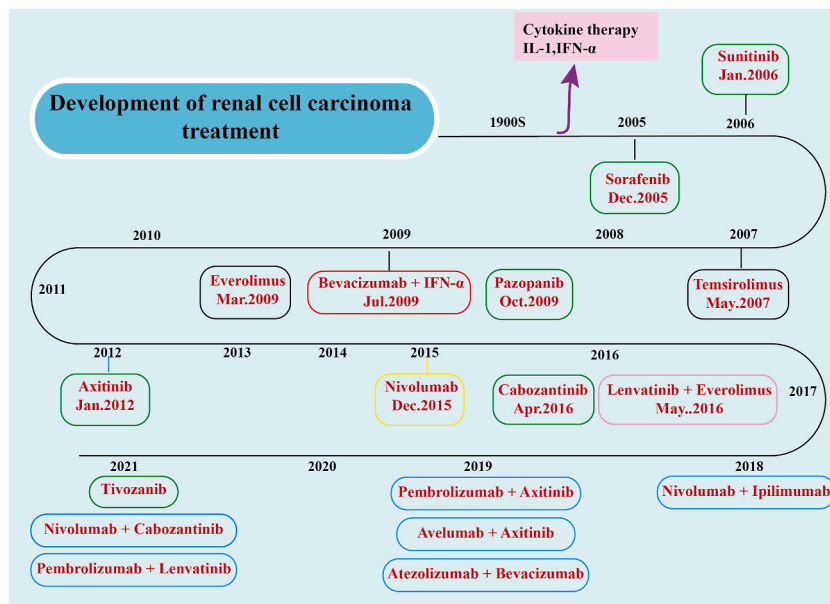 Cytokine therapy
IL-1,IFN-α
Sunitinib
Jan.2006
Development of renal cell carcinoma
treatment
1900S
2005
2006
Sorafenib
Dec.2005
2010
2009
2008
2007
2011
Everolimus
Mar.2009
Bevacizumab + IFN-α
Jul.2009
Pazopanib
Oct.2009
Temsirolimus
May.2007
2012
2013
2014
2015
2016
2017
Axitinib
Jan.2012
Nivolumab
Dec.2015
Cabozantinib
Apr.2016
Lenvatinib + Everolimus
May..2016
2021
2020
2019
2018
Tivozanib
Pembrolizumab + Axitinib
Nivolumab + Ipilimumab
Nivolumab + Cabozantinib
Avelumab + Axitinib
Pembrolizumab + Lenvatinib
Atezolizumab + Bevacizumab